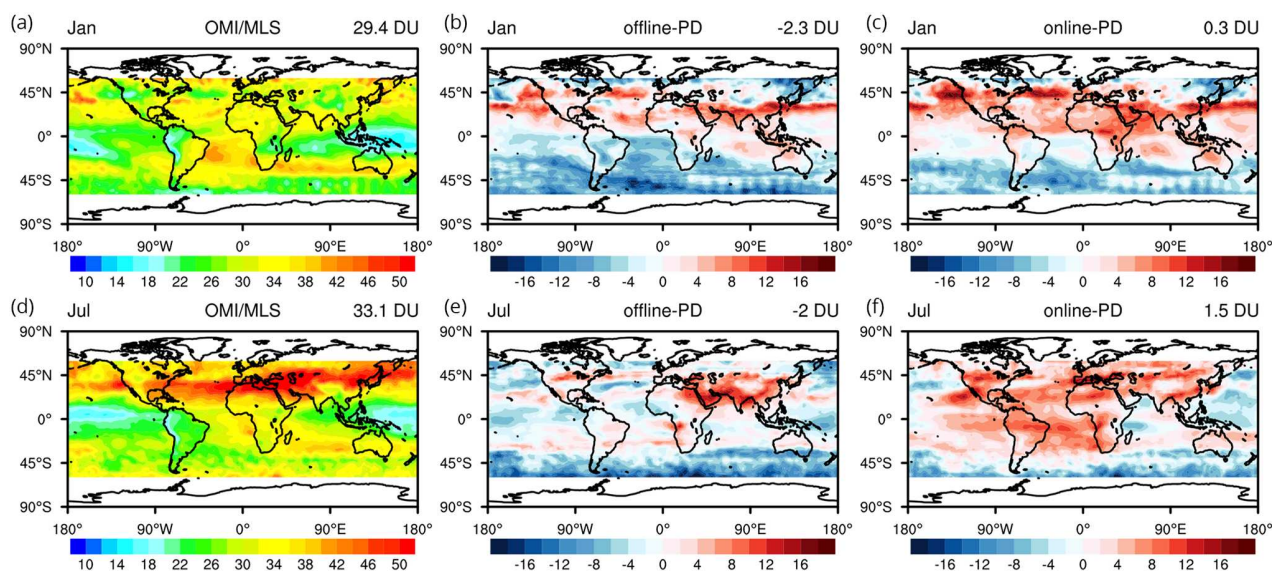 (a) Jan OMI/MLS 29.4 DU (b) Jan offline-PD -2.3 DU (c) Jan online-PD 0.3 DU
90°N 90°N 90°N
45°N 45°N 45°N
0° 0° 0°
45°S 45°S 45°S
90°S 90°S 90°S
180° 90°W 0° 90°E 180° 180° 90°W 0° 90°E 180° 180° 90°W 0° 90°E 180°
10 14 18 22 26 30 34 38 42 46 50 -16 -12 -8 -4 0 4 8 12 16 -16 -12 -8 -4 0 4 8 12 16
(d) Jul OMI/MLS 33.1 DU (e) Jul offline-PD -2 DU (f) Jul online-PD 1.5 DU
90°N 90°N 90°N
45°N 45°N 45°N
0° 0° 0°
45°S 45°S 45°S
90°S 90°S 90°S
180° 90°W 0° 90°E 180° 180° 90°W 0° 90°E 180° 180° 90°W 0° 90°E 180°
10 14 18 22 26 30 34 38 42 46 50 -16 -12 -8 -4 0 4 8 12 16 -16 -12 -8 -4 0 4 8 12 16